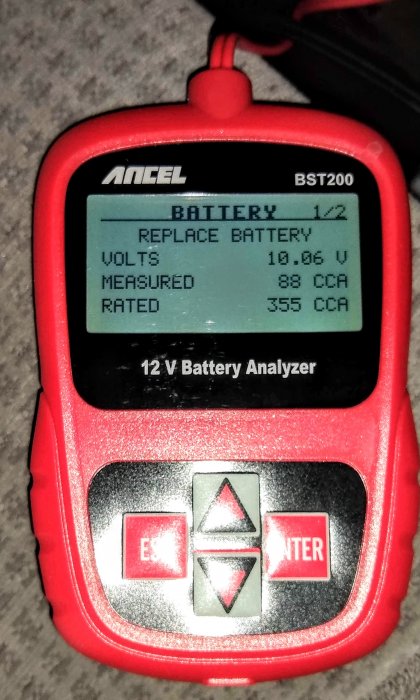 ANCEL
BST200
BATTERY 1/2
REPLACE BATTERY
VOLTS 10.06 V
MEASURED 88 CCA
RATED 355 CCA
12 V Battery Analyzer